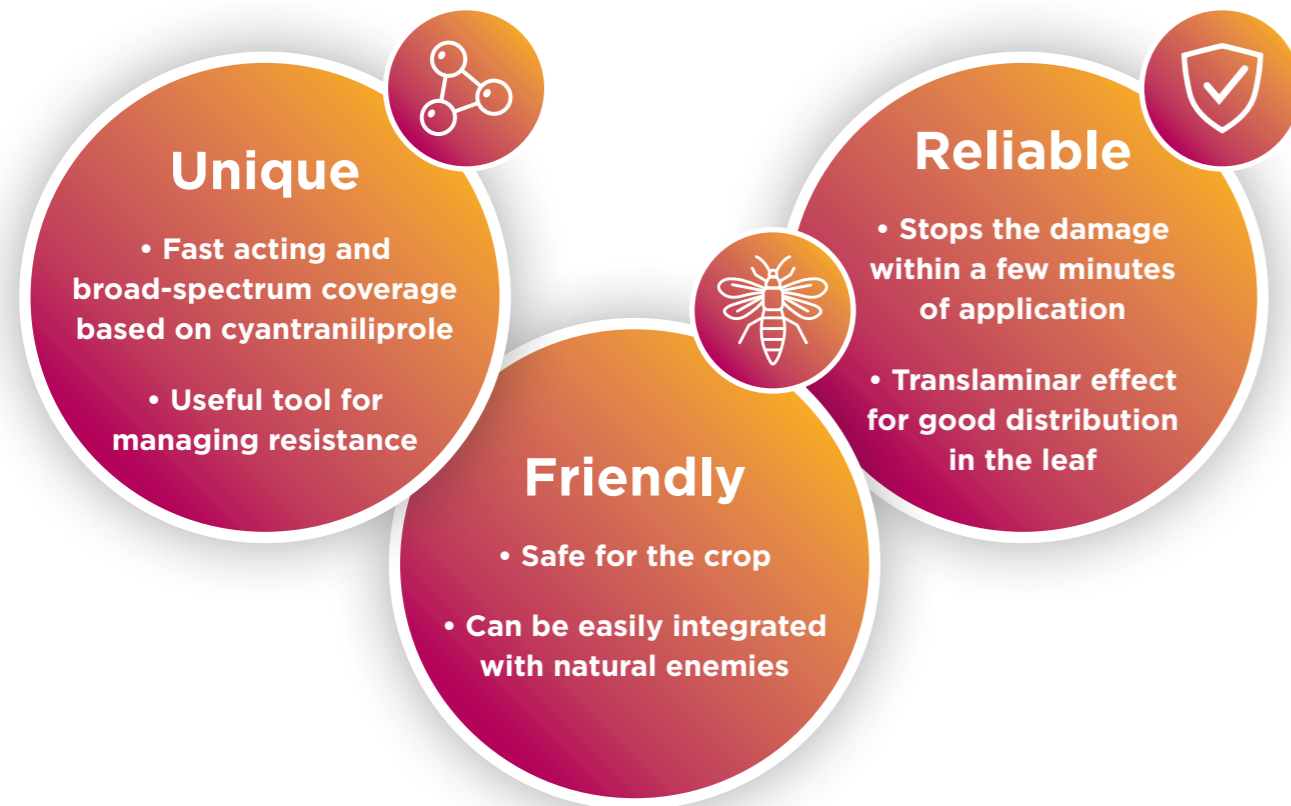 Unique
• Fast acting and
broad-spectrum coverage
based on cyantraniliprole
• Useful tool for
managing resistance
Friendly
• Safe for the crop
• Can be easily integrated
with natural enemies
Reliable
• Stops the damage
within a few minutes
of application
• Translaminar effect
for good distribution
in the leaf